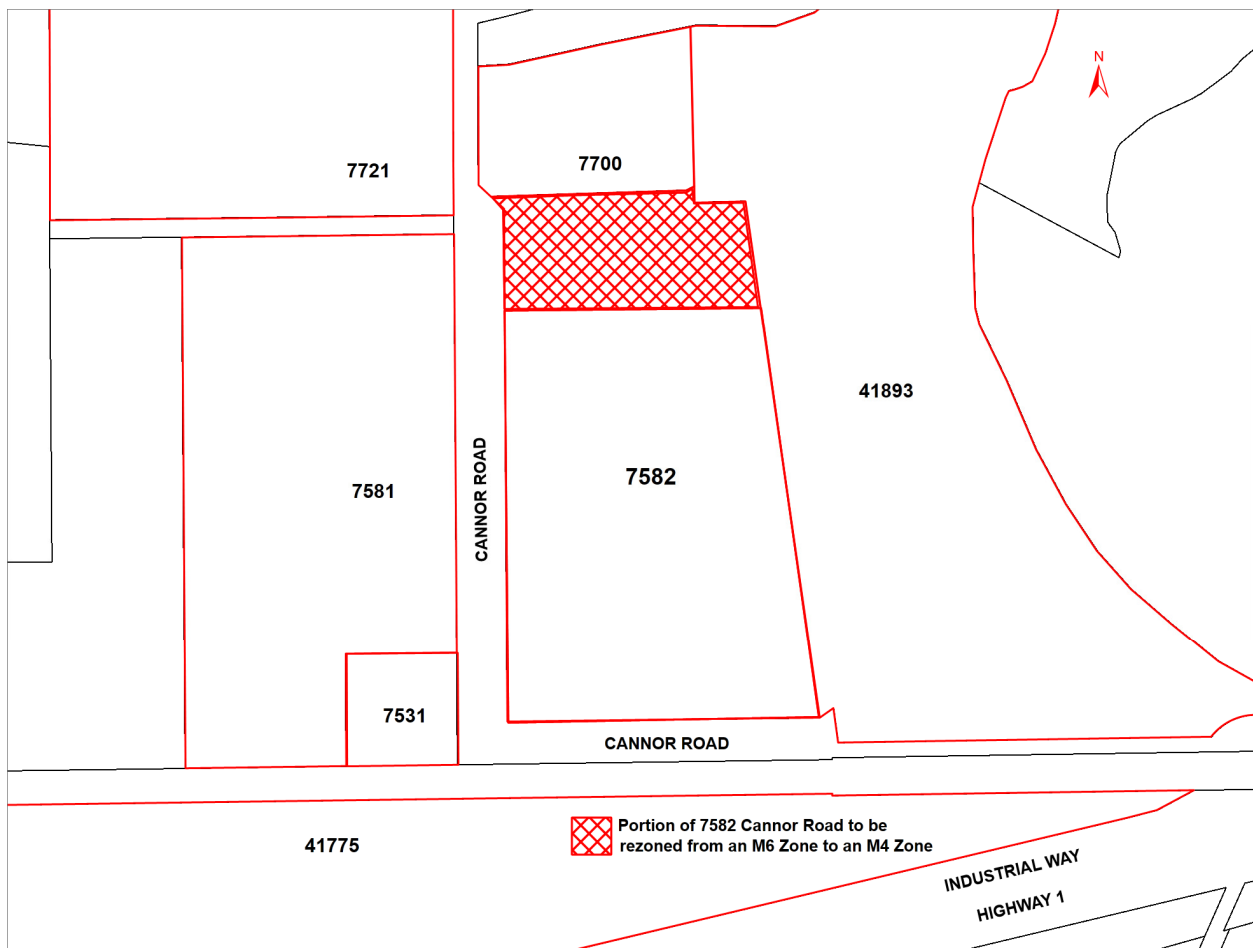 N
7721
7700
41893
7582
7581
CANNOR ROAD
7531
CANNOR ROAD
Portion of 7582 Cannor Road to be
rezoned from an M6 Zone to an M4 Zone
41775
INDUSTRIAL WAY
HIGHWAY 1